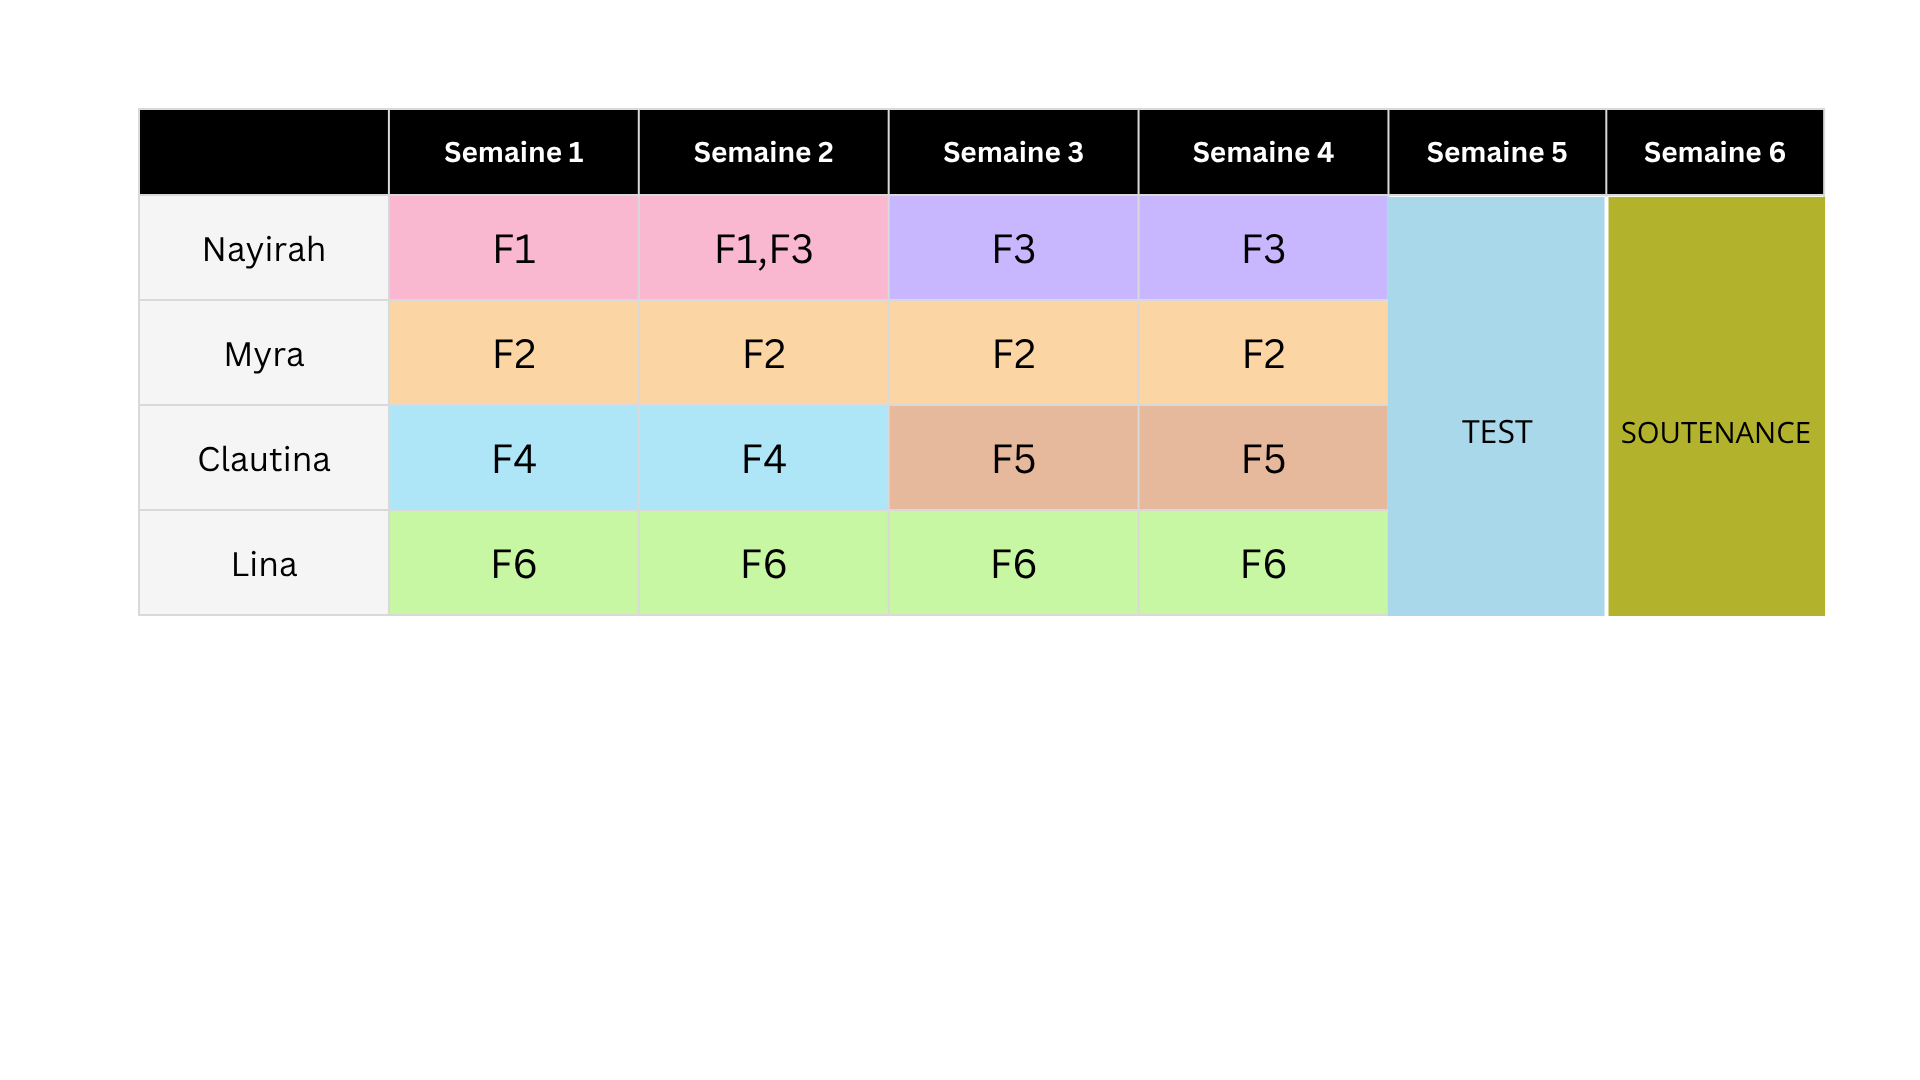 Semaine 1 Semaine 2 Semaine 3 Semaine 4 Semaine 5 Semaine 6
Nayirah F1 F1,F3 F3 F3
Myra F2 F2 F2 F2
TEST SOUTENANCE
Clautina F4 F4 F5 F5
Lina F6 F6 F6 F6